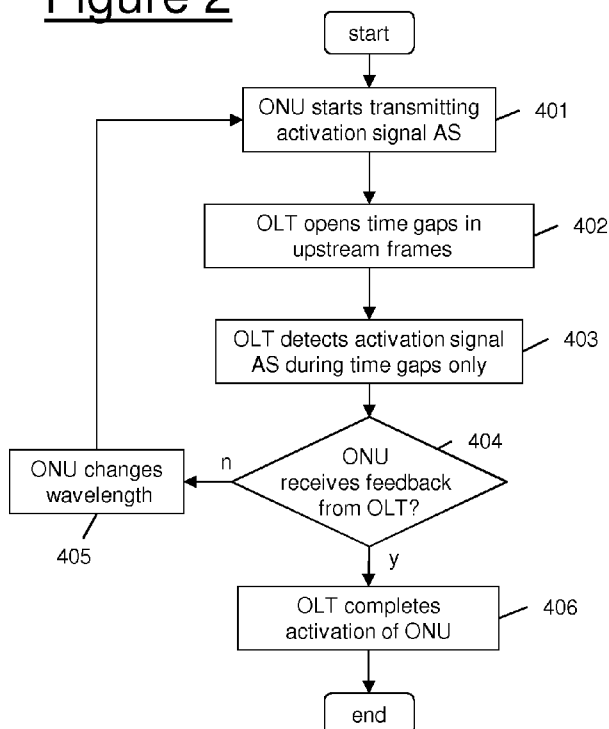 Figure 2
start
ONU starts transmitting
activation signal AS
401
OLT opens time gaps in
upstream frames
402
OLT detects activation signal
AS during time gaps only
403
ONU
receives feedback
from OLT?
404
n
ONU changes
wavelength
405
y
OLT completes
activation of ONU
406
end